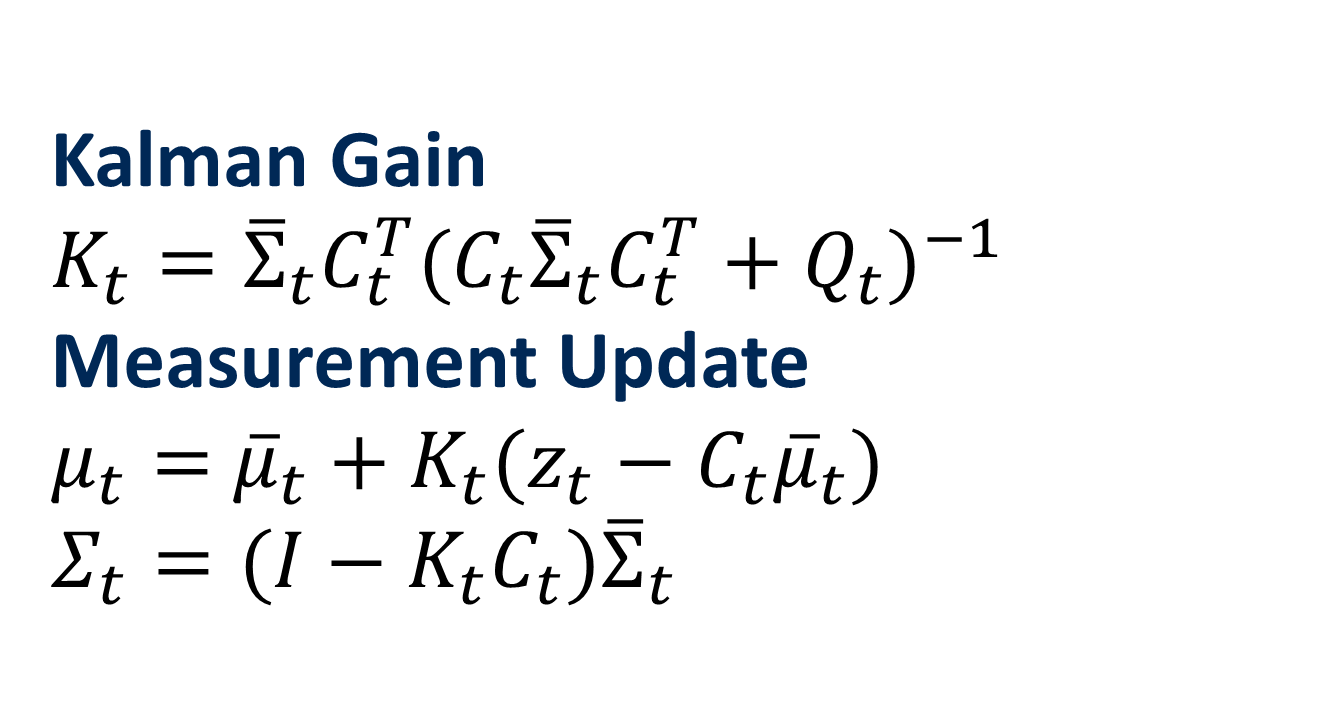 Kalman Gain
K_t = Σ̅_t C_t^T (C_t Σ̅_t C_t^T + Q_t)^{-1}
Measurement Update
μ_t = μ̅_t + K_t (z_t − C_t μ̅_t)
Σ_t = (I − K_t C_t) Σ̅_t